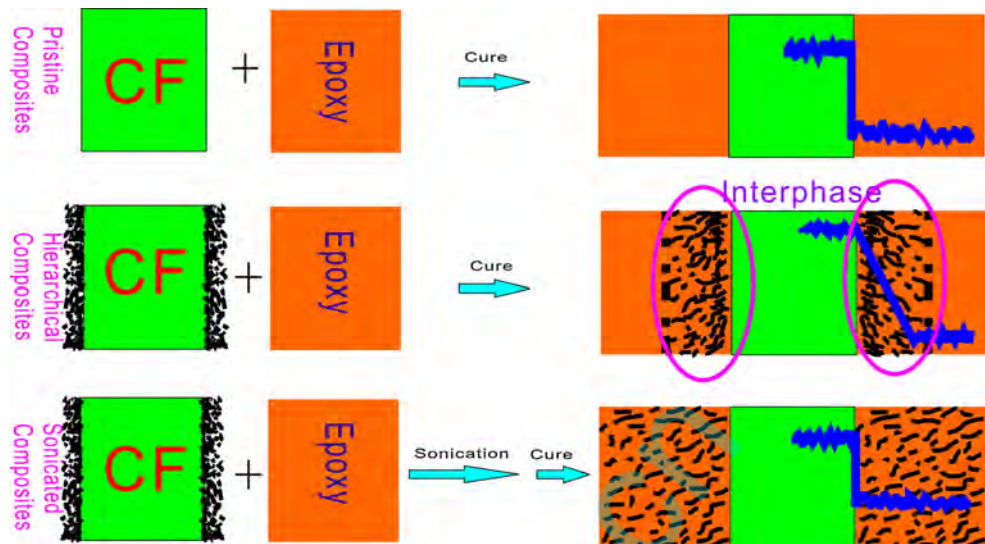 Pristine
Composites
CF
+
Epoxy
Cure
Interphase
Hierarchical
Composites
CF
+
Epoxy
Cure
Sonicated
Composites
CF
+
Epoxy
Sonication
Cure